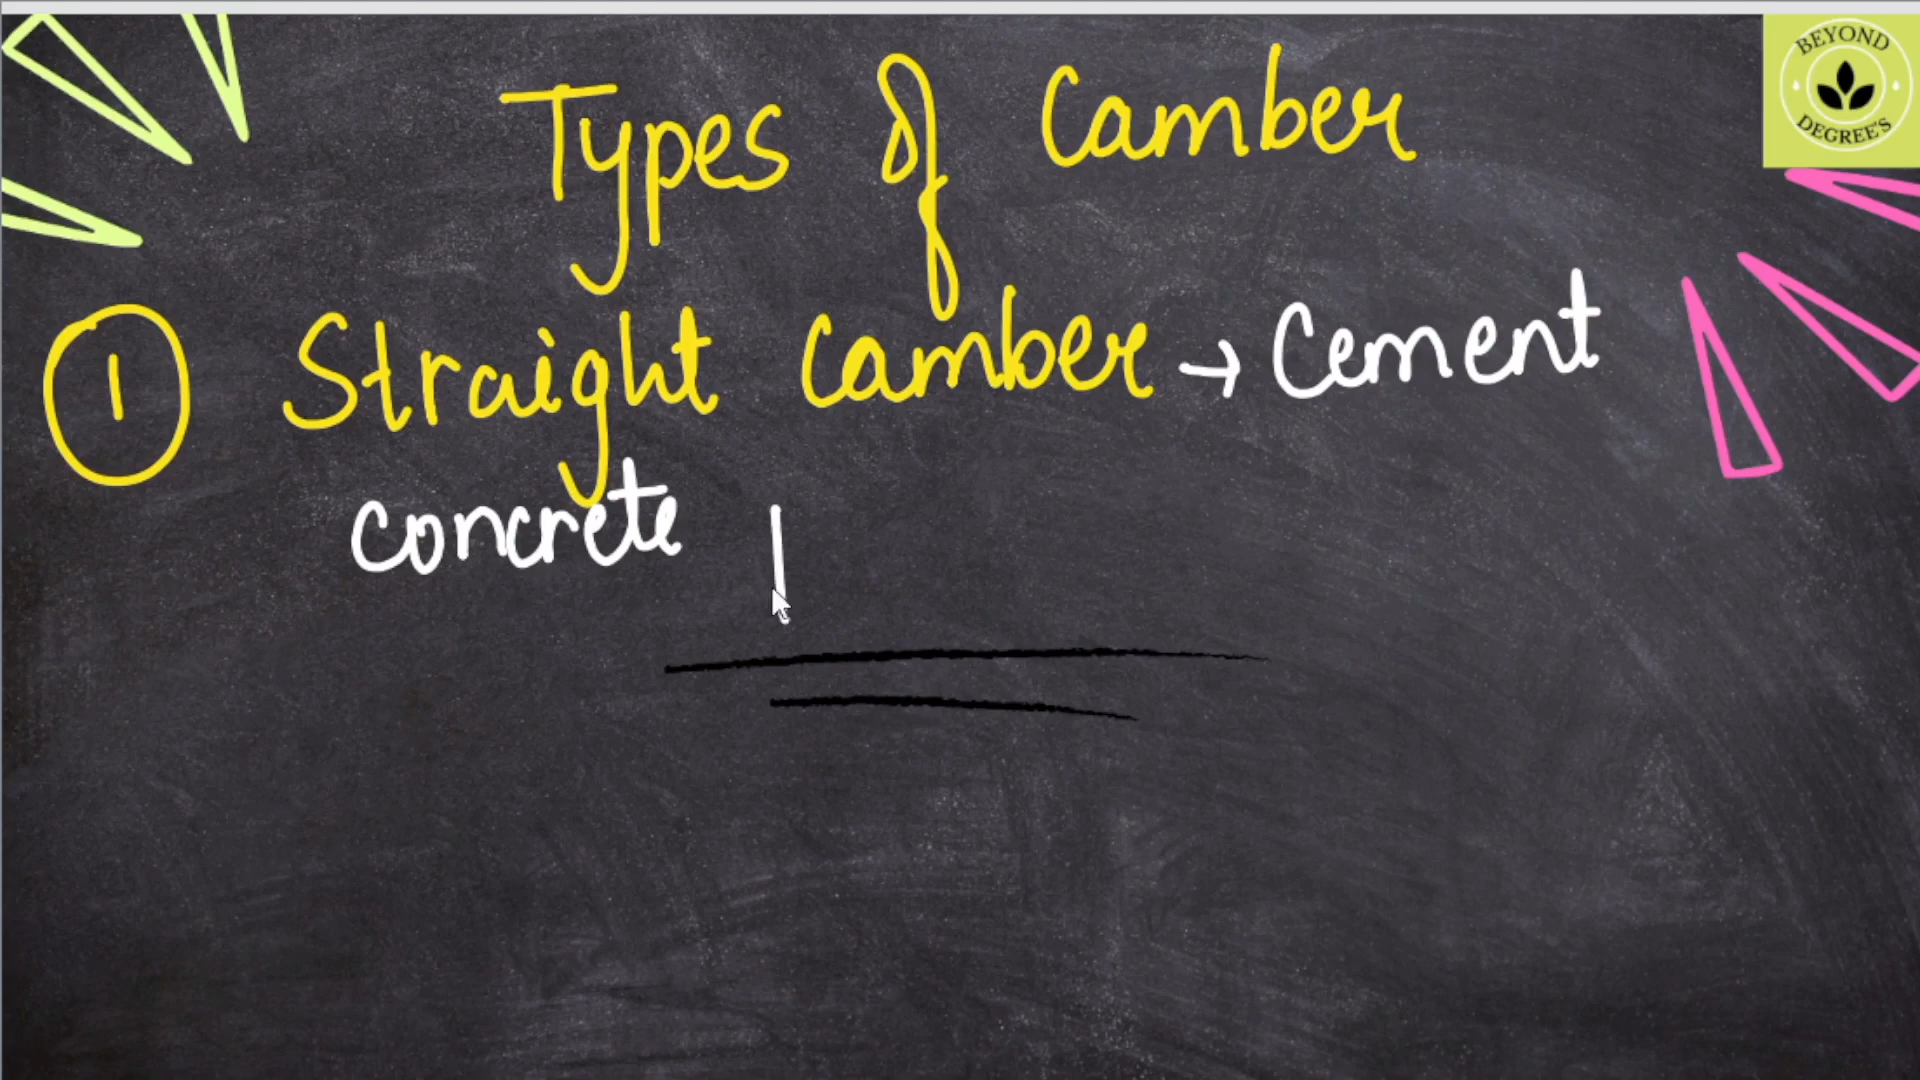 BEYOND DEGREE'S
Types of Camber
1 Straight Camber → Cement
concrete